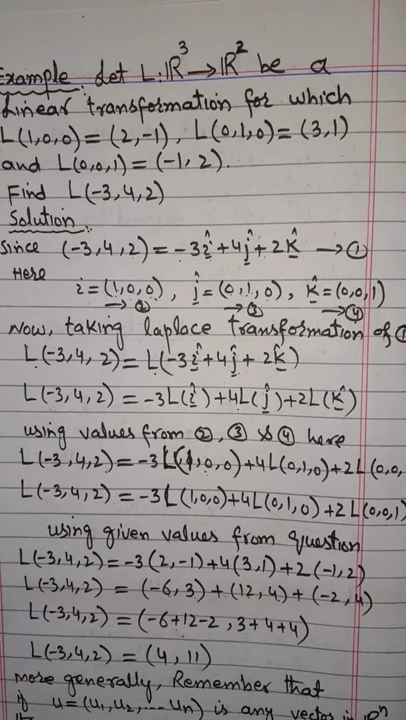 Example: Let L:ℝ³→ℝ² be a
Linear transformation for which
L(1,0,0)=(2,-1), L(0,1,0)=(3,1)
and L(0,0,1)=(-1,2).
Find L(-3,4,2)
Solution:
Since (-3,4,2)=-3î+4ĵ+2k̂ →①
Here
î=(1,0,0), ĵ=(0,1,0), k̂=(0,0,1)
→② →③ →④
Now, taking laplace transformation of ①
L(-3,4,2)=L(-3î+4ĵ+2k̂)
L(-3,4,2)=-3L(î)+4L(ĵ)+2L(k̂)
using values from ②, ③ & ④ here
L(-3,4,2)=-3L(1,0,0)+4L(0,1,0)+2L(0,0,
L(-3,4,2)=-3L(1,0,0)+4L(0,1,0)+2L(0,0,1)
using given values from question
L(-3,4,2)=-3(2,-1)+4(3,1)+2(-1,2)
L(-3,4,2)=(-6,3)+(12,4)+(-2,4)
L(-3,4,2)=(-6+12-2,3+4+4)
L(-3,4,2)=(4,11)
more generally, Remember that
if u=(u₁,u₂,...uₙ) is any vector in ℝⁿ